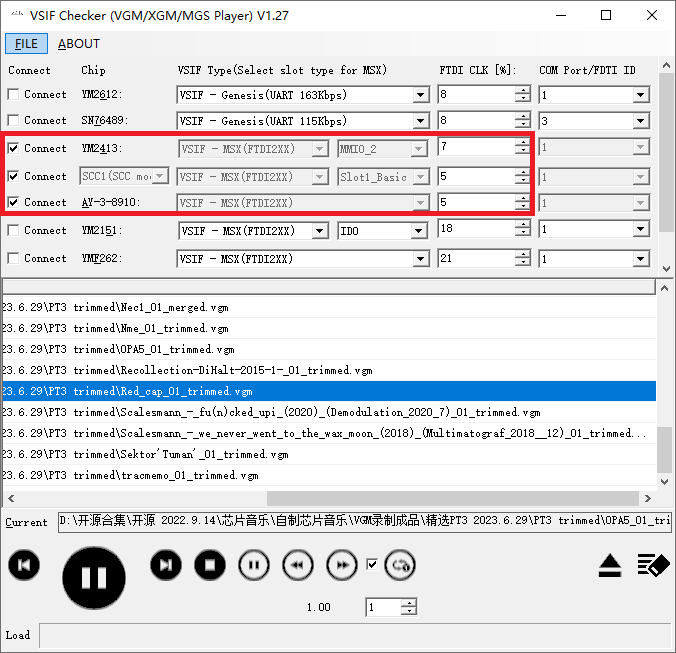 VSIF Checker (VGM/XGM/MGS Player) V1.27
FILE ABOUT
Connect Chip VSIF Type(Select slot type for MSX) FTDI CLK [%]: COM Port/FDTI ID
Connect YM2612: VSIF - Genesis(UART 163Kbps) 8 1
Connect SN76489: VSIF - Genesis(UART 115Kbps) 8 3
Connect YM2413: VSIF - MSX(FTDI2XX) MMIO_2 7 1
Connect SCC1(SCC mo VSIF - MSX(FTDI2XX) Slot1_Basic 5 1
Connect AY-3-8910: VSIF - MSX(FTDI2XX) 5 1
Connect YM2151: VSIF - MSX(FTDI2XX) IDO 18 1
Connect YMF262: VSIF - MSX(FTDI2XX) 21 1
23.6.29\PT3 trimmed\Nec1_01_merged.vgm
23.6.29\PT3 trimmed\Nme_01_trimmed.vgm
23.6.29\PT3 trimmed\OPA5_01_trimmed.vgm
23.6.29\PT3 trimmed\Recollection-DiHalt-2015-1-_01_trimmed.vgm
23.6.29\PT3 trimmed\Red_cap_01_trimmed.vgm
23.6.29\PT3 trimmed\Scalesmann_-_fu(n)cked_upi_(2020)_(Demodulation_2020_7)_01_trimmed.vgm
23.6.29\PT3 trimmed\Scalesmann_-_we_never_went_to_the_wax_moon_(2018)_(Multimatograf_2018__12)_01_trimmed...
23.6.29\PT3 trimmed\Sektor'Tuman'_01_trimmed.vgm
23.6.29\PT3 trimmed\tracmemo_01_trimmed.vgm
Current D:\开源合集\开源 2022.9.14\芯片音乐\自制芯片音乐\VGM录制成品\精选PT3 2023.6.29\PT3 trimmed\OPA5_01_tri
1.00 1
Load